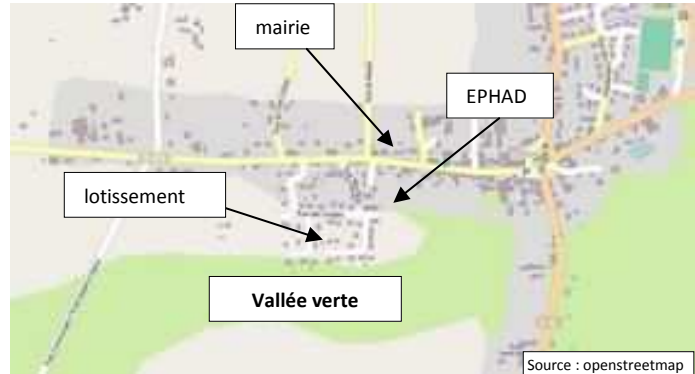 mairie
EPHAD
lotissement
Vallée verte
Source : openstreetmap